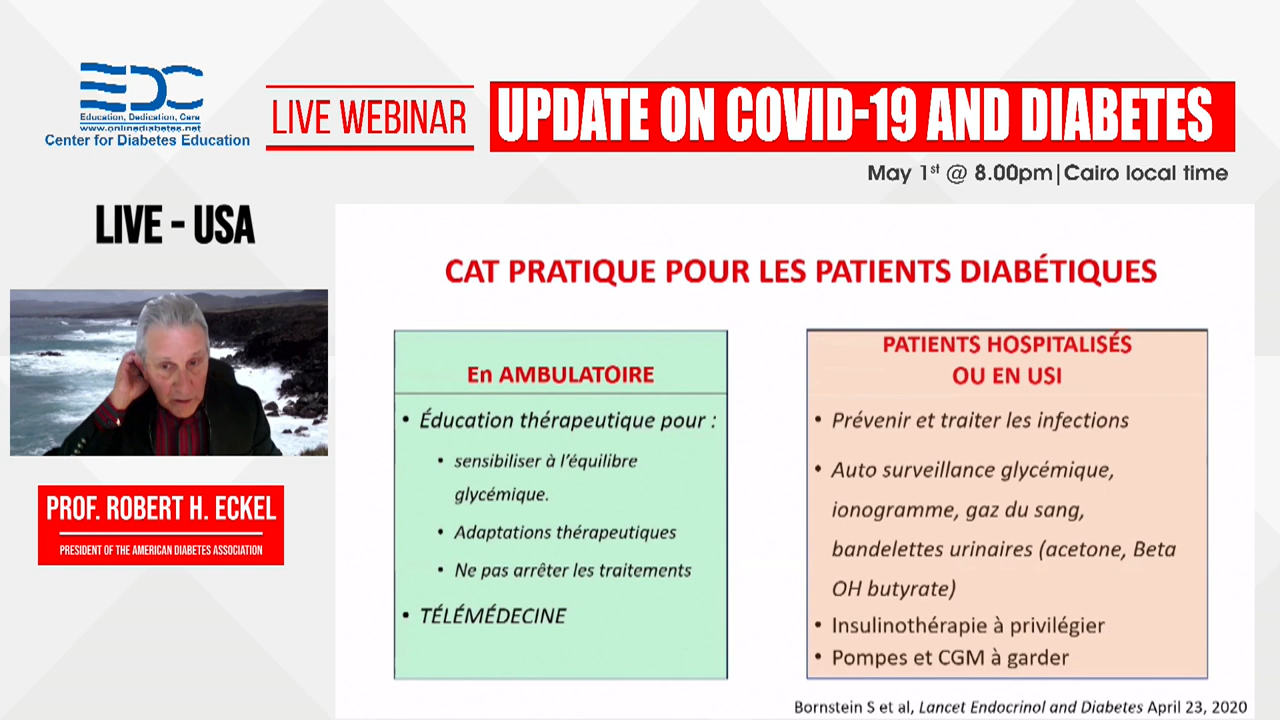 EDC
Education, Dedication, Care
www.onlinediabetes.net
Center for Diabetes Education
LIVE WEBINAR
UPDATE ON COVID-19 AND DIABETES
May 1st @ 8.00pm|Cairo local time
LIVE - USA
PROF. ROBERT H. ECKEL
PRESIDENT OF THE AMERICAN DIABETES ASSOCIATION
CAT PRATIQUE POUR LES PATIENTS DIABÉTIQUES
En AMBULATOIRE
• Éducation thérapeutique pour :
• sensibiliser à l'équilibre
glycémique.
• Adaptations thérapeutiques
• Ne pas arrêter les traitements
• TÉLÉMÉDECINE
PATIENTS HOSPITALISÉS
OU EN USI
• Prévenir et traiter les infections
• Auto surveillance glycémique,
ionogramme, gaz du sang,
bandelettes urinaires (acetone, Beta
OH butyrate)
• Insulinothérapie à privilégier
• Pompes et CGM à garder
Bornstein S et al, Lancet Endocrinol and Diabetes April 23, 2020